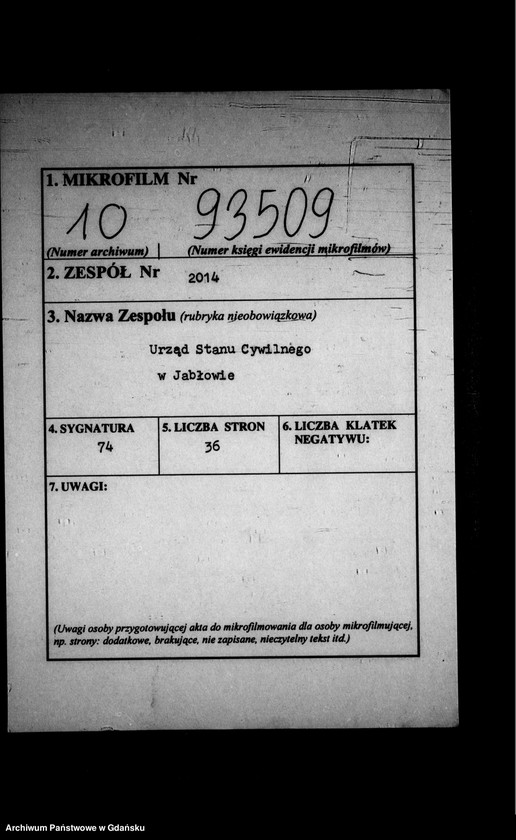 1. MIKROFILM Nr
10 93509
(Numer archiwum) (Numer księgi ewidencji mikrofilmów)
2. ZESPÓŁ Nr 2014
3. Nazwa Zespołu (rubryka nieobowiązkowa)
Urząd Stanu Cywilnego
w Jabłowie
4. SYGNATURA
74
5. LICZBA STRON
36
6. LICZBA KLATEK
NEGATYWU:
7. UWAGI:
(Uwagi osoby przygotowującej akta do mikrofilmowania dla osoby mikrofilmującej,
np. strony: dodatkowe, brakujące, nie zapisane, nieczytelny tekst itd.)
Archiwum Państwowe w Gdańsku